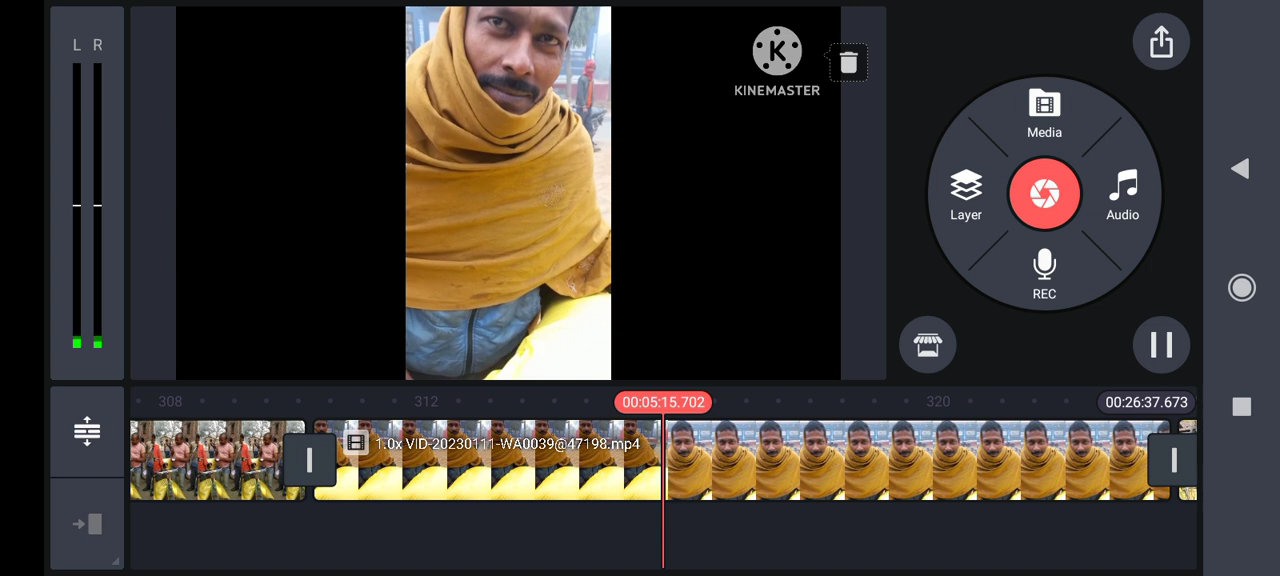 L R
KINEMASTER
Media
Layer
Audio
REC
308
312
00:05:15.702
320
00:26:37.673
1.0x VID-20230111-WA0039@47198.mp4